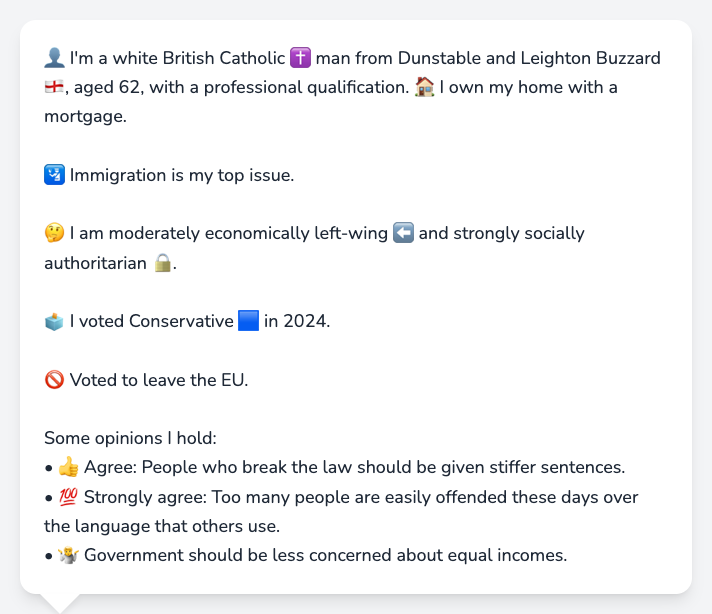 👤 I'm a white British Catholic ✝️ man from Dunstable and Leighton Buzzard
🏴󠁧󠁢󠁥󠁮󠁧󠁿, aged 62, with a professional qualification. 🏠 I own my home with a
mortgage.
🛂 Immigration is my top issue.
🤔 I am moderately economically left-wing ⬅️ and strongly socially
authoritarian 🔒.
🗳️ I voted Conservative 🟦 in 2024.
🚫 Voted to leave the EU.
Some opinions I hold:
• 👍 Agree: People who break the law should be given stiffer sentences.
• 💯 Strongly agree: Too many people are easily offended these days over
the language that others use.
• 🤷 Government should be less concerned about equal incomes.